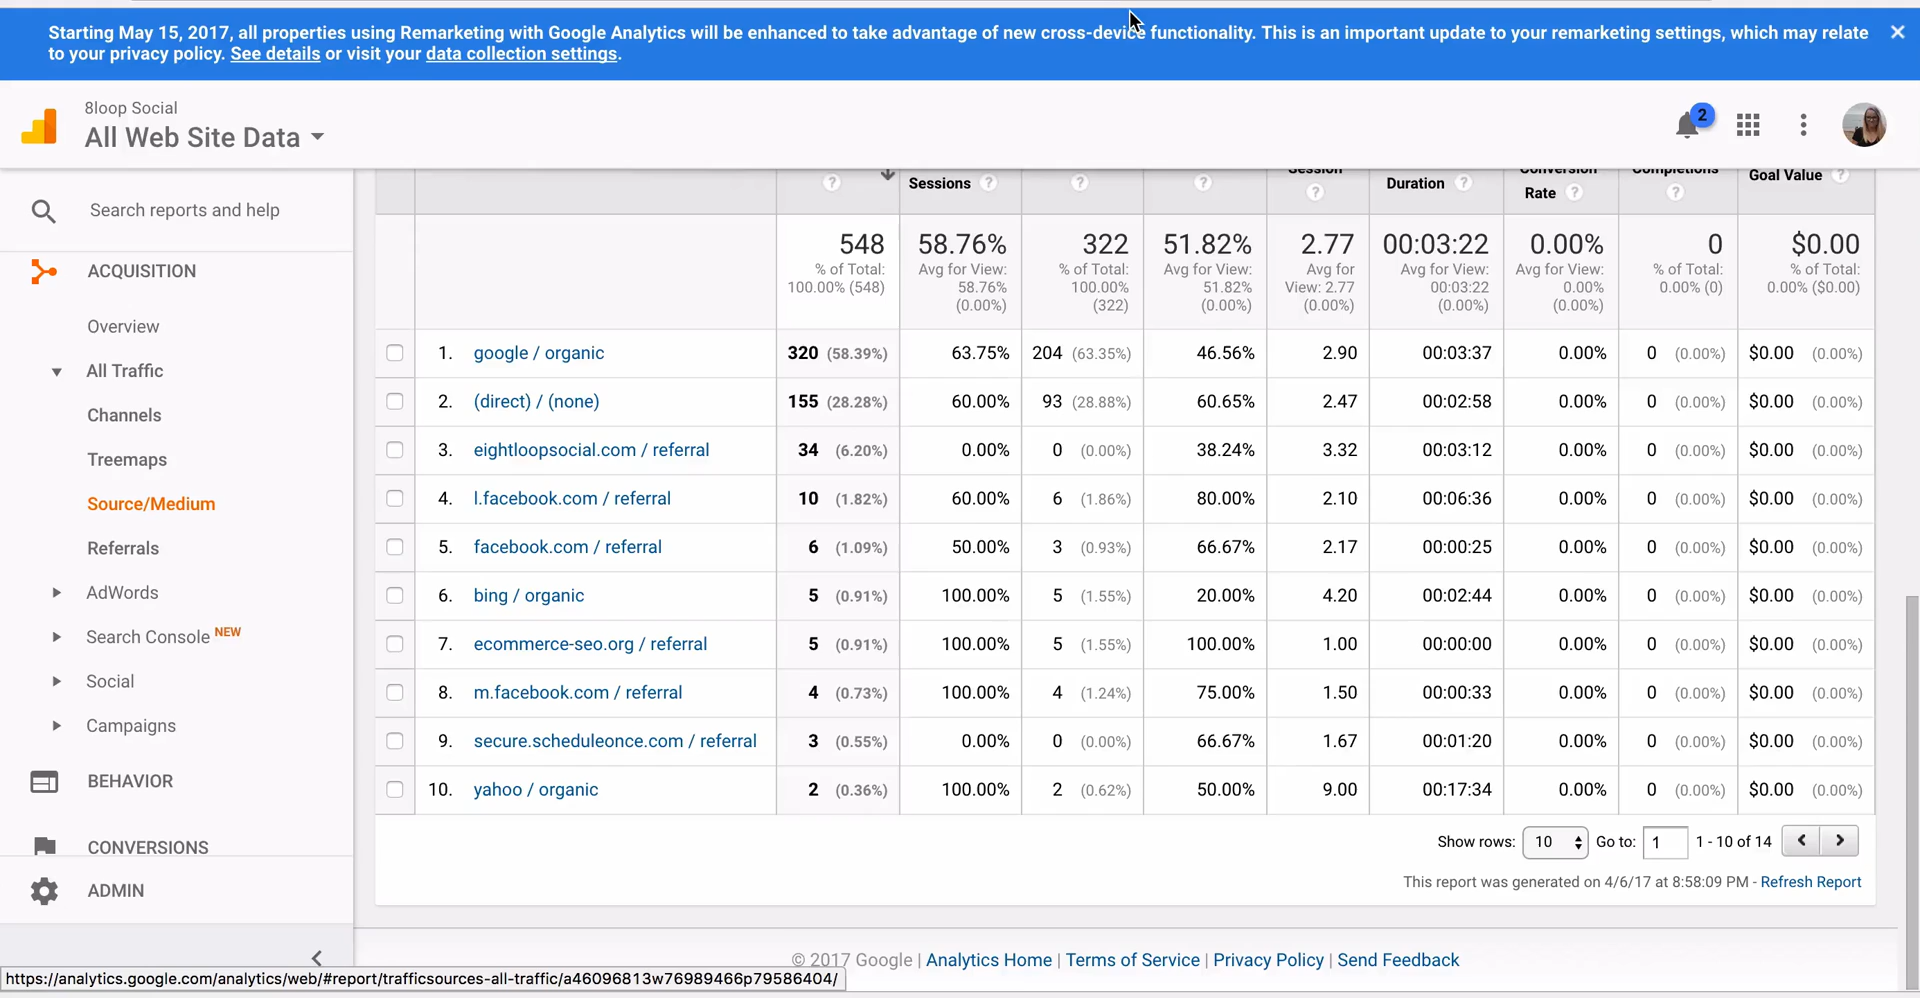 Starting May 15, 2017, all properties using Remarketing with Google Analytics will be enhanced to take advantage of new cross-device functionality. This is an important update to your remarketing settings, which may relate
to your privacy policy. See details or visit your data collection settings.
8loop Social
All Web Site Data
2
Search reports and help
ACQUISITION
Overview
All Traffic
Channels
Treemaps
Source/Medium
Referrals
AdWords
Search Console NEW
Social
Campaigns
BEHAVIOR
CONVERSIONS
ADMIN
? Sessions ? ? ? Session ? Duration ? Conversion Rate ? Completions ? Goal Value ?
548 58.76% 322 51.82% 2.77 00:03:22 0.00% 0 $0.00
% of Total: Avg for View: % of Total: Avg for View: Avg for Avg for View: Avg for View: % of Total: % of Total:
100.00% (548) 58.76% 100.00% 51.82% View: 2.77 00:03:22 0.00% 0.00% (0) 0.00% ($0.00)
(0.00%) (322) (0.00%) (0.00%) (0.00%) (0.00%)
1. google / organic 320 (58.39%) 63.75% 204 (63.35%) 46.56% 2.90 00:03:37 0.00% 0 (0.00%) $0.00 (0.00%)
2. (direct) / (none) 155 (28.28%) 60.00% 93 (28.88%) 60.65% 2.47 00:02:58 0.00% 0 (0.00%) $0.00 (0.00%)
3. eightloopsocial.com / referral 34 (6.20%) 0.00% 0 (0.00%) 38.24% 3.32 00:03:12 0.00% 0 (0.00%) $0.00 (0.00%)
4. l.facebook.com / referral 10 (1.82%) 60.00% 6 (1.86%) 80.00% 2.10 00:06:36 0.00% 0 (0.00%) $0.00 (0.00%)
5. facebook.com / referral 6 (1.09%) 50.00% 3 (0.93%) 66.67% 2.17 00:00:25 0.00% 0 (0.00%) $0.00 (0.00%)
6. bing / organic 5 (0.91%) 100.00% 5 (1.55%) 20.00% 4.20 00:02:44 0.00% 0 (0.00%) $0.00 (0.00%)
7. ecommerce-seo.org / referral 5 (0.91%) 100.00% 5 (1.55%) 100.00% 1.00 00:00:00 0.00% 0 (0.00%) $0.00 (0.00%)
8. m.facebook.com / referral 4 (0.73%) 100.00% 4 (1.24%) 75.00% 1.50 00:00:33 0.00% 0 (0.00%) $0.00 (0.00%)
9. secure.scheduleonce.com / referral 3 (0.55%) 0.00% 0 (0.00%) 66.67% 1.67 00:01:20 0.00% 0 (0.00%) $0.00 (0.00%)
10. yahoo / organic 2 (0.36%) 100.00% 2 (0.62%) 50.00% 9.00 00:17:34 0.00% 0 (0.00%) $0.00 (0.00%)
Show rows: 10 Go to: 1 1 - 10 of 14
This report was generated on 4/6/17 at 8:58:09 PM - Refresh Report
© 2017 Google | Analytics Home | Terms of Service | Privacy Policy | Send Feedback
https://analytics.google.com/analytics/web/#report/trafficsources-all-traffic/a46096813w76989466p79586404/